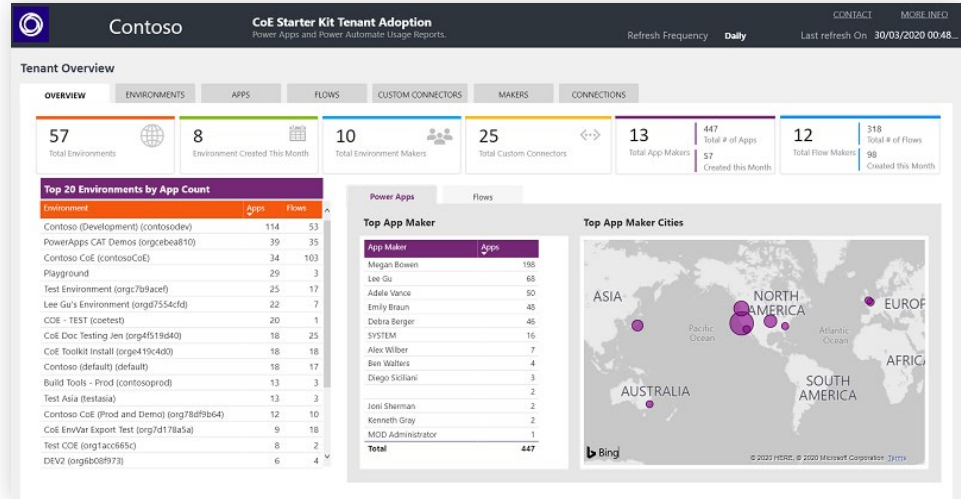 Contoso
CoE Starter Kit Tenant Adoption
Power Apps and Power Automate Usage Reports.
CONTACT MORE INFO
Refresh Frequency Daily Last refresh On 30/03/2020 00:48...
Tenant Overview
OVERVIEW ENVIRONMENTS APPS FLOWS CUSTOM CONNECTORS MAKERS CONNECTIONS
57
Total Environments
8
Environment Created This Month
10
Total Environment Makers
25
Total Custom Connectors
13
Total App Makers
447
Total # of Apps
57
Created this Month
12
Total Flow Makers
318
Total # of Flows
98
Created this Month
Top 20 Environments by App Count
Environment Apps Flows
Contoso (Development) (contosodev) 114 53
PowerApps CAT Demos (orgcebea810) 39 35
Contoso CoE (contosoCoE) 34 103
Playground 29 3
Test Environment (orgc7b9acef) 25 17
Lee Gu's Environment (orgd7554cfd) 22 7
COE - TEST (coetest) 20 1
CoE Doc Testing Jen (org4f519d40) 18 25
CoE Toolkit Install (orge419c4d0) 18 18
Contoso (default) (default) 18 17
Build Tools - Prod (contosoprod) 13 3
Test Asia (testasia) 13 3
Contoso CoE (Prod and Demo) (org78df9b64) 12 10
CoE EnvVar Export Test (org7d178a5a) 9 18
Test COE (org1acc665c) 8 2
DEV2 (org6b08f973) 6 4
Power Apps Flows
Top App Maker
App Maker Apps
Megan Bowen 198
Lee Gu 68
Adele Vance 50
Emily Braun 48
Debra Berger 46
SYSTEM 16
Alex Wilber 7
Ben Walters 4
Diego Siciliani 3
2
Joni Sherman 2
Kenneth Gray 2
MOD Administrator 1
Total 447
Top App Maker Cities
ASIA
NORTH
AMERICA
EUROP
Pacific
Ocean
Atlantic
Ocean
AFRIC
AUSTRALIA
SOUTH
AMERICA
Bing
© 2020 HERE, © 2020 Microsoft Corporation Terms